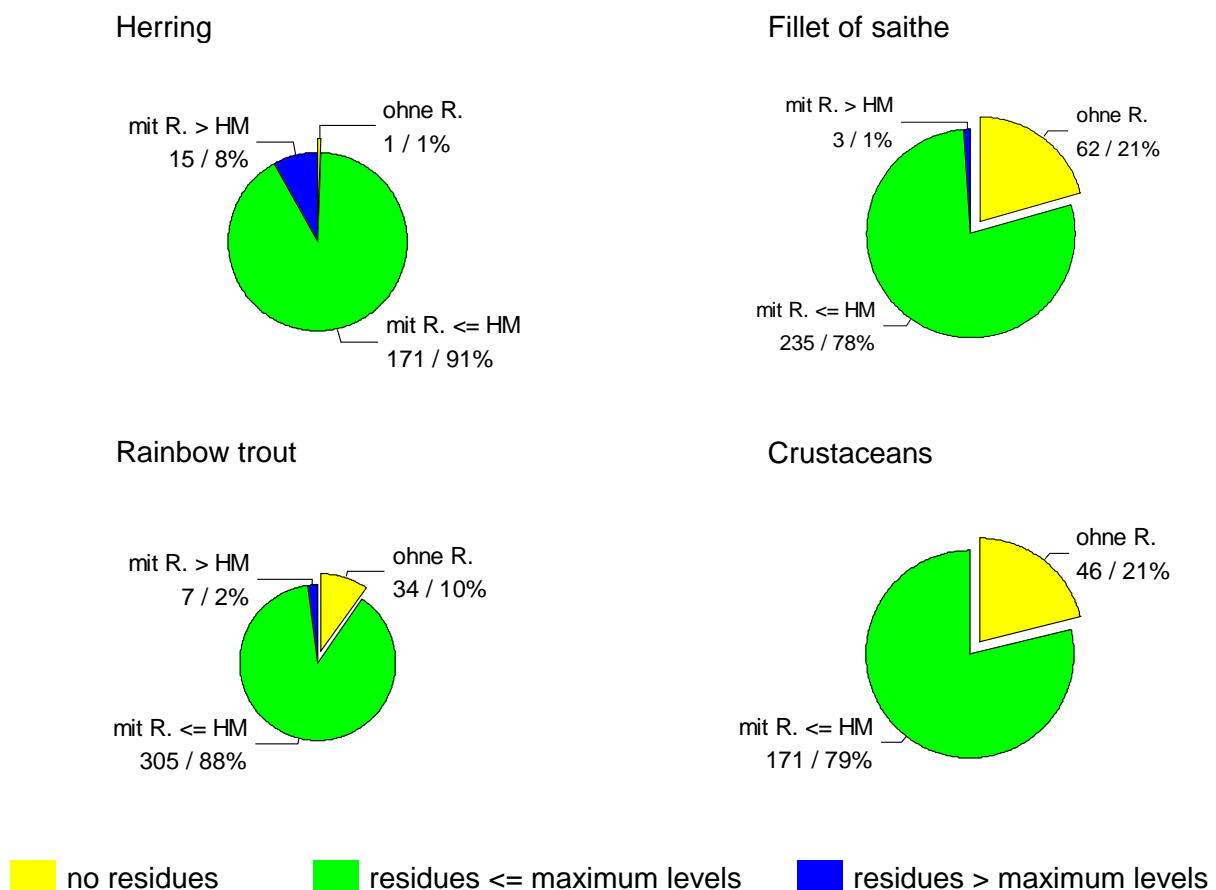 Herring
mit R. > HM
15 / 8%
ohne R.
1 / 1%
mit R. <= HM
171 / 91%
Fillet of saithe
mit R. > HM
3 / 1%
ohne R.
62 / 21%
mit R. <= HM
235 / 78%
Rainbow trout
mit R. > HM
7 / 2%
ohne R.
34 / 10%
mit R. <= HM
305 / 88%
Crustaceans
ohne R.
46 / 21%
mit R. <= HM
171 / 79%
no residues
residues <= maximum levels
residues > maximum levels